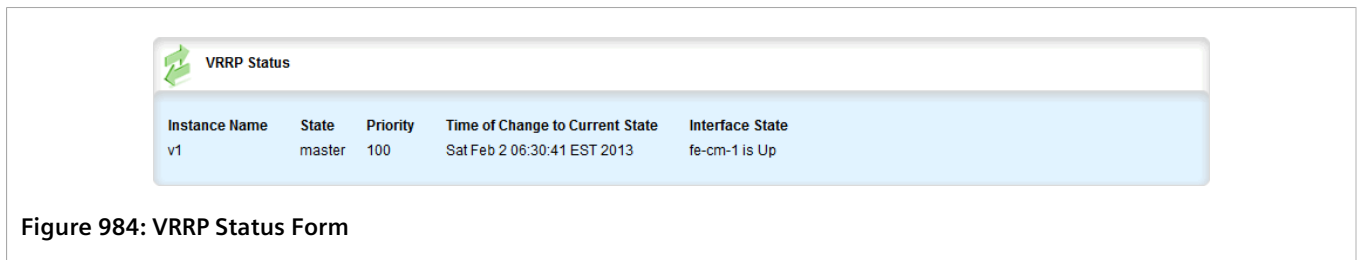 VRRP Status
Instance Name State Priority Time of Change to Current State Interface State
v1 master 100 Sat Feb 2 06:30:41 EST 2013 fe-cm-1 is Up
Figure 984: VRRP Status Form